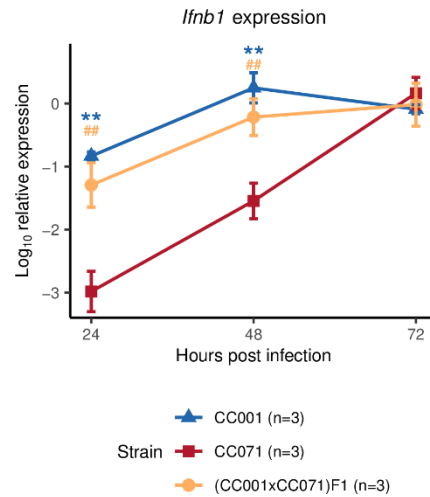 Ifnb1 expression
**
##
**
##
Log10 relative expression
0
−1
−2
−3
24
48
72
Hours post infection
Strain
CC001 (n=3)
CC071 (n=3)
(CC001xCC071)F1 (n=3)